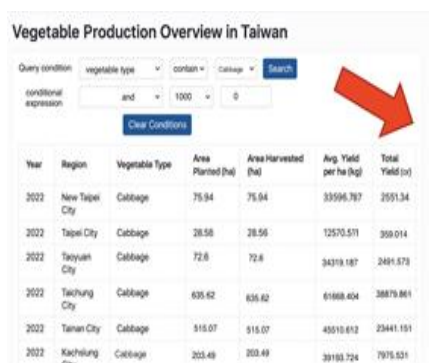 Vegetable Production Overview in Taiwan
Query condition vegetable type contain Cabbage Search
conditional and 1000 0
expression
Clear Conditions
Year Region Vegetable Type Area Planted (ha) Area Harvested (ha) Avg. Yield per ha (kg) Total Yield
2022 New Taipei City Cabbage 75.94 75.94 33596.787 2551.34
2022 Taipei City Cabbage 28.56 28.56 12570.511 359.014
2022 Taoyuan City Cabbage 72.6 72.6 34319.187 2491.573
2022 Taichung City Cabbage 635.62 635.62 61668.404 38879.861
2022 Tainan City Cabbage 515.07 515.07 45510.612 23441.151
2022 Kaohsiung Cabbage 203.49 203.49 39193.724 7975.531